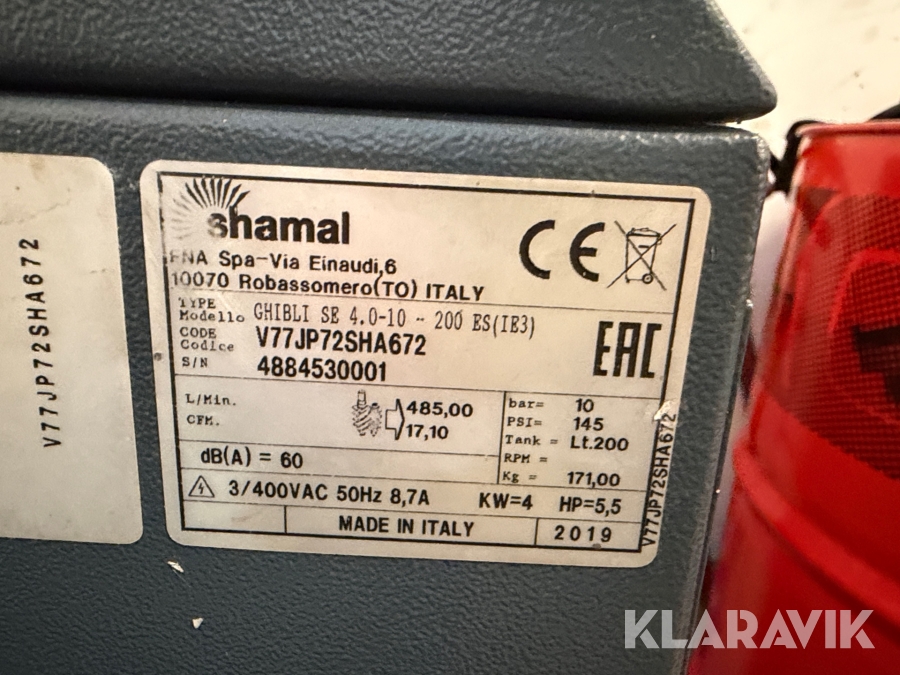 V77JP72SHA672
shamal
FNA Spa-Via Einaudi,6
10070 Robassomero(TO) ITALY
TYPE
Modello GHIBLI SE 4.0-10 - 200 ES(IE3)
CODE
Codice V77JP72SHA672
S/N 4884530001
CE
EAC
L/Min. 485,00
CFM. 17,10
dB(A) = 60
bar= 10
PSI= 145
Tank = Lt.200
RPM =
Kg = 171,00
3/400VAC 50Hz 8,7A KW=4 HP=5,5
MADE IN ITALY 2019
V77JP72SHA672
KLARAVIK